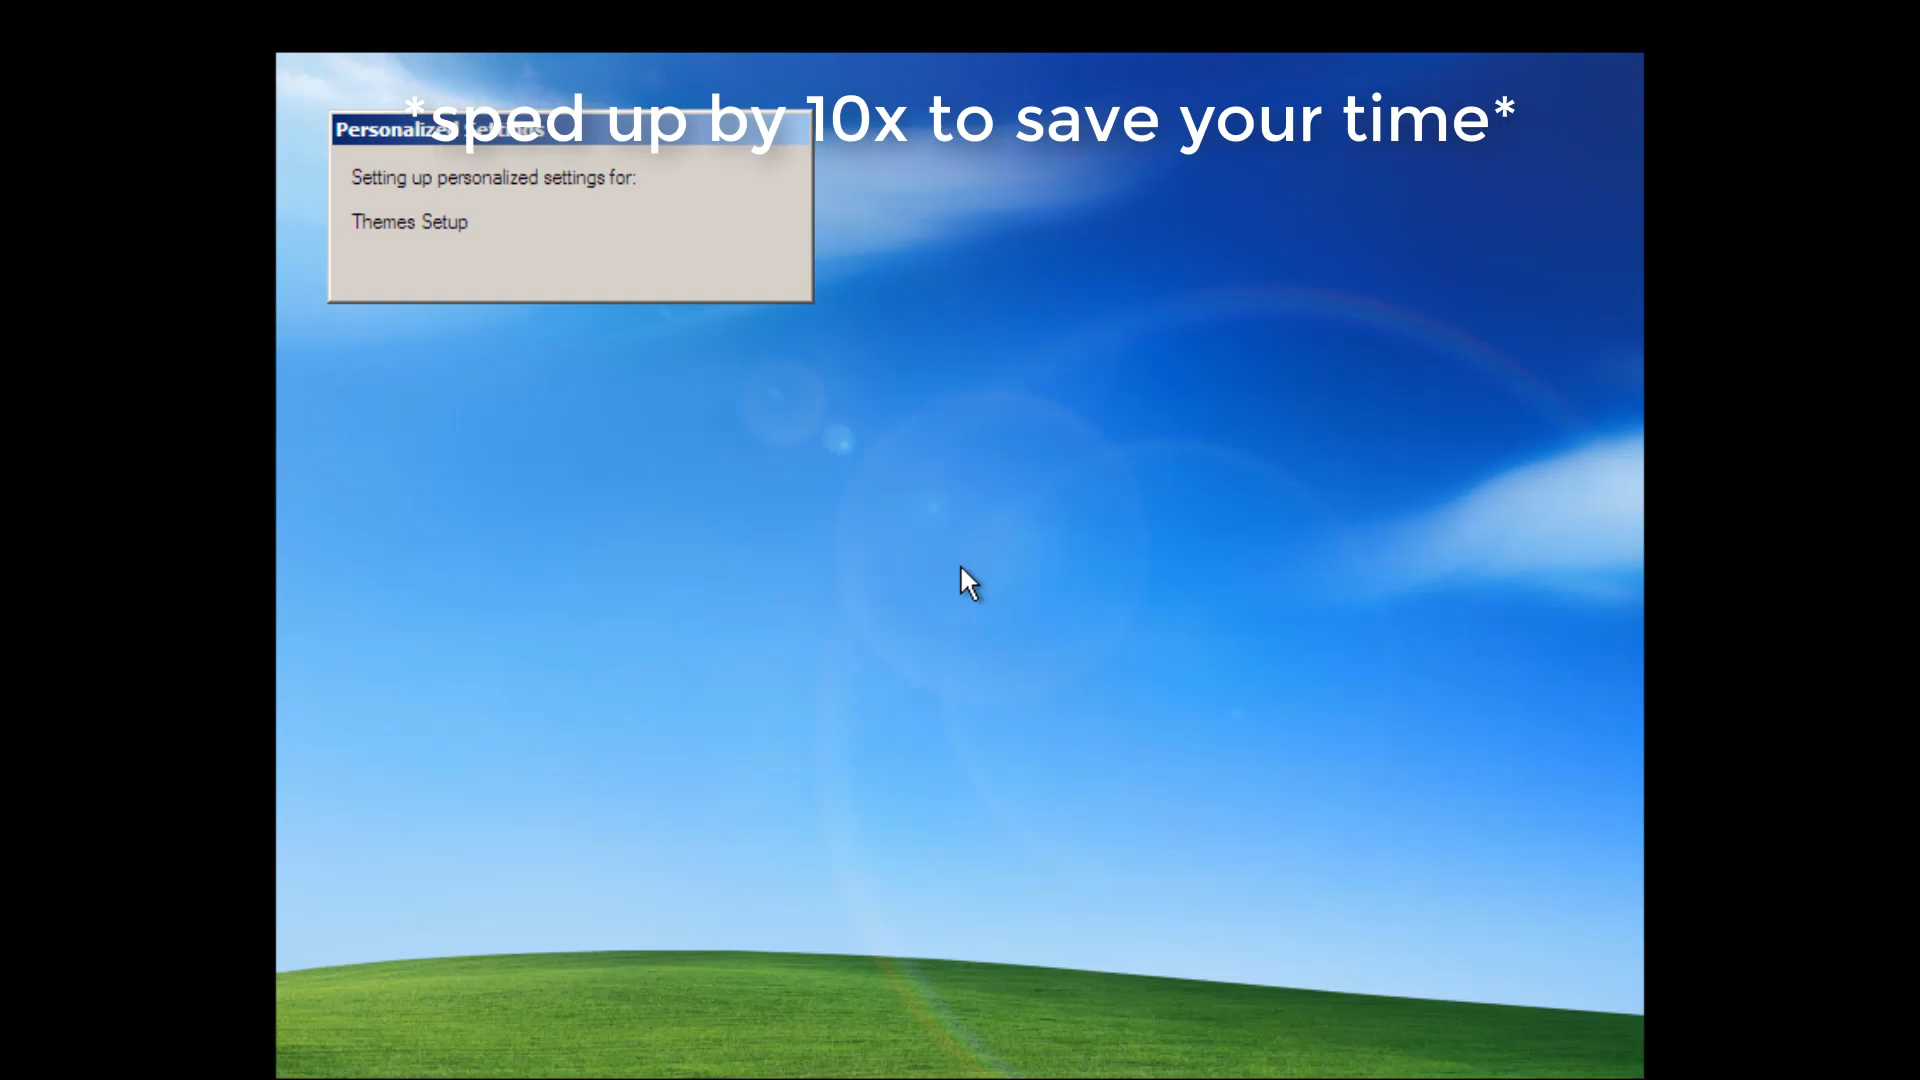 *sped up by 10x to save your time*
Personalized Settings
Setting up personalized settings for:
Themes Setup